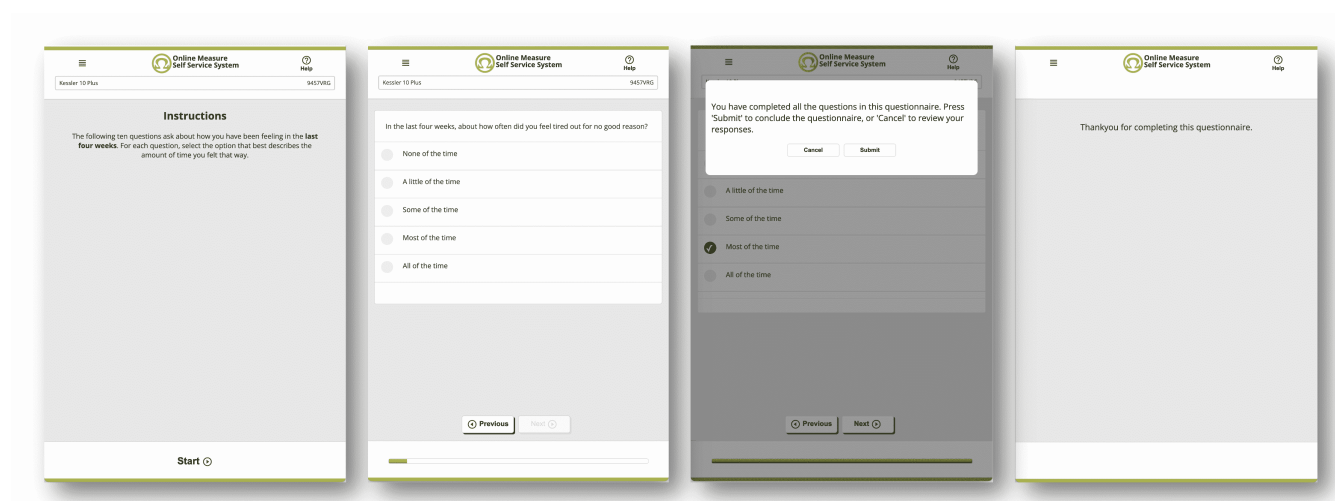 Online Measure
Self Service System
Help
Kessler 10 Plus
9457VRG
Instructions
The following ten questions ask about how you have been feeling in the last
four weeks. For each question, select the option that best describes the
amount of time you felt that way.
Start
Online Measure
Self Service System
Help
Kessler 10 Plus
9457VRG
In the last four weeks, about how often did you feel tired out for no good reason?
None of the time
A little of the time
Some of the time
Most of the time
All of the time
Previous
Next
Online Measure
Self Service System
Help
You have completed all the questions in this questionnaire. Press
'Submit' to conclude the questionnaire, or 'Cancel' to review your
responses.
Cancel
Submit
A little of the time
Some of the time
Most of the time
All of the time
Previous
Next
Online Measure
Self Service System
Help
Thankyou for completing this questionnaire.